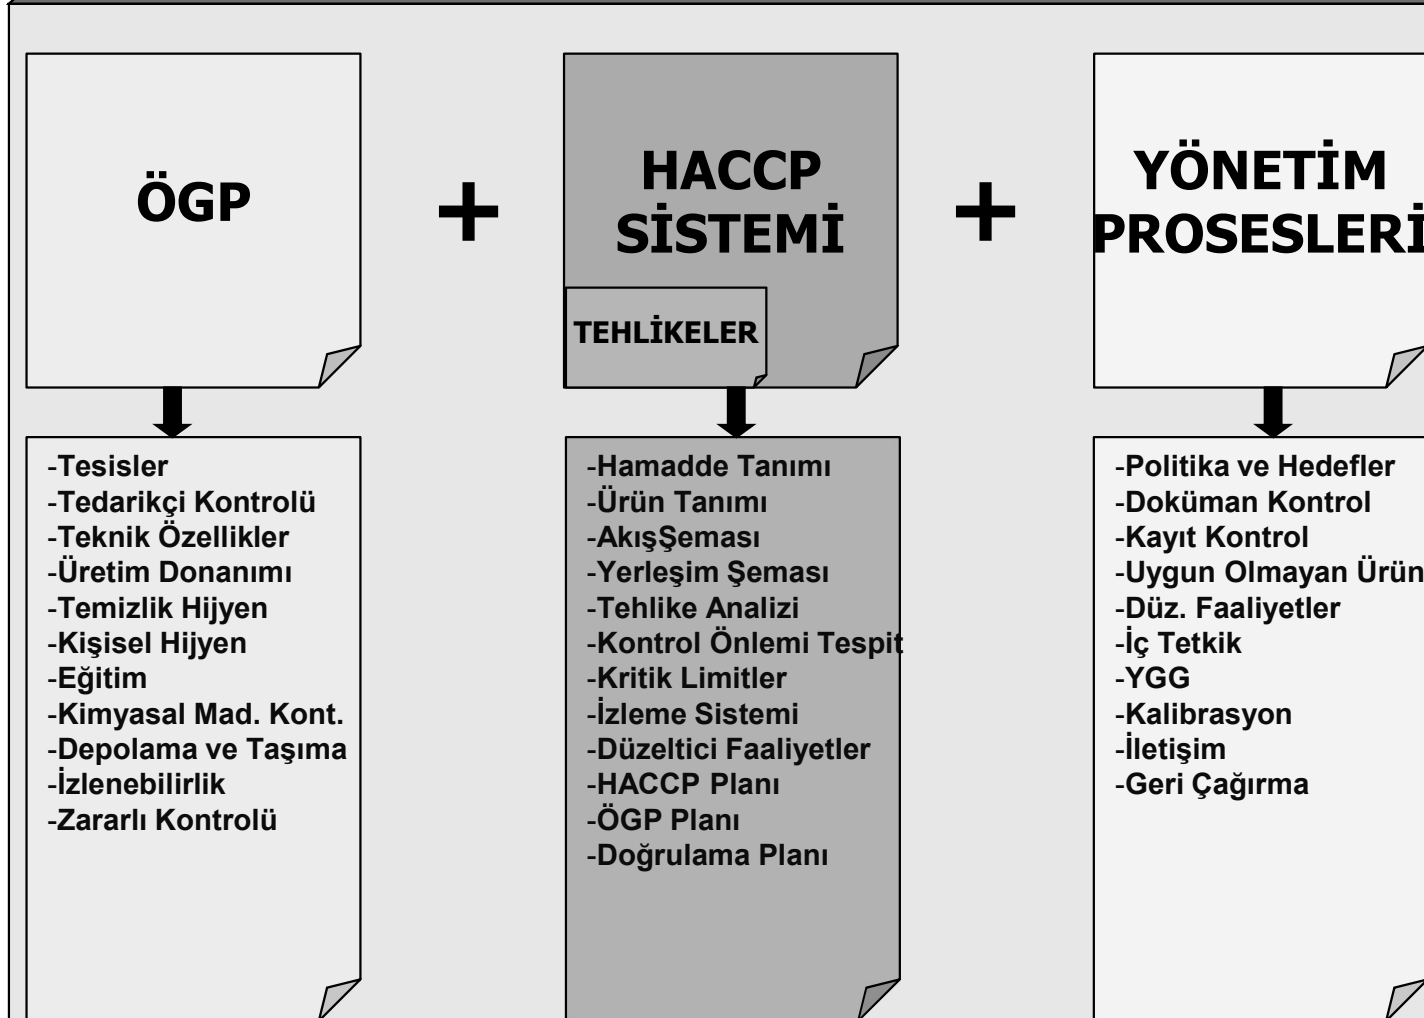 ÖGP
+
HACCP
SİSTEMİ
TEHLİKELER
+
YÖNETİM
PROSESLERİ
-Tesisler
-Tedarikçi Kontrolü
-Teknik Özellikler
-Üretim Donanımı
-Temizlik Hijyen
-Kişisel Hijyen
-Eğitim
-Kimyasal Mad. Kont.
-Depolama ve Taşıma
-İzlenebilirlik
-Zararlı Kontrolü
-Hamadde Tanımı
-Ürün Tanımı
-AkışŞeması
-Yerleşim Şeması
-Tehlike Analizi
-Kontrol Önlemi Tespit
-Kritik Limitler
-İzleme Sistemi
-Düzeltici Faaliyetler
-HACCP Planı
-ÖGP Planı
-Doğrulama Planı
-Politika ve Hedefler
-Doküman Kontrol
-Kayıt Kontrol
-Uygun Olmayan Ürün
-Düz. Faaliyetler
-İç Tetkik
-YGG
-Kalibrasyon
-İletişim
-Geri Çağırma